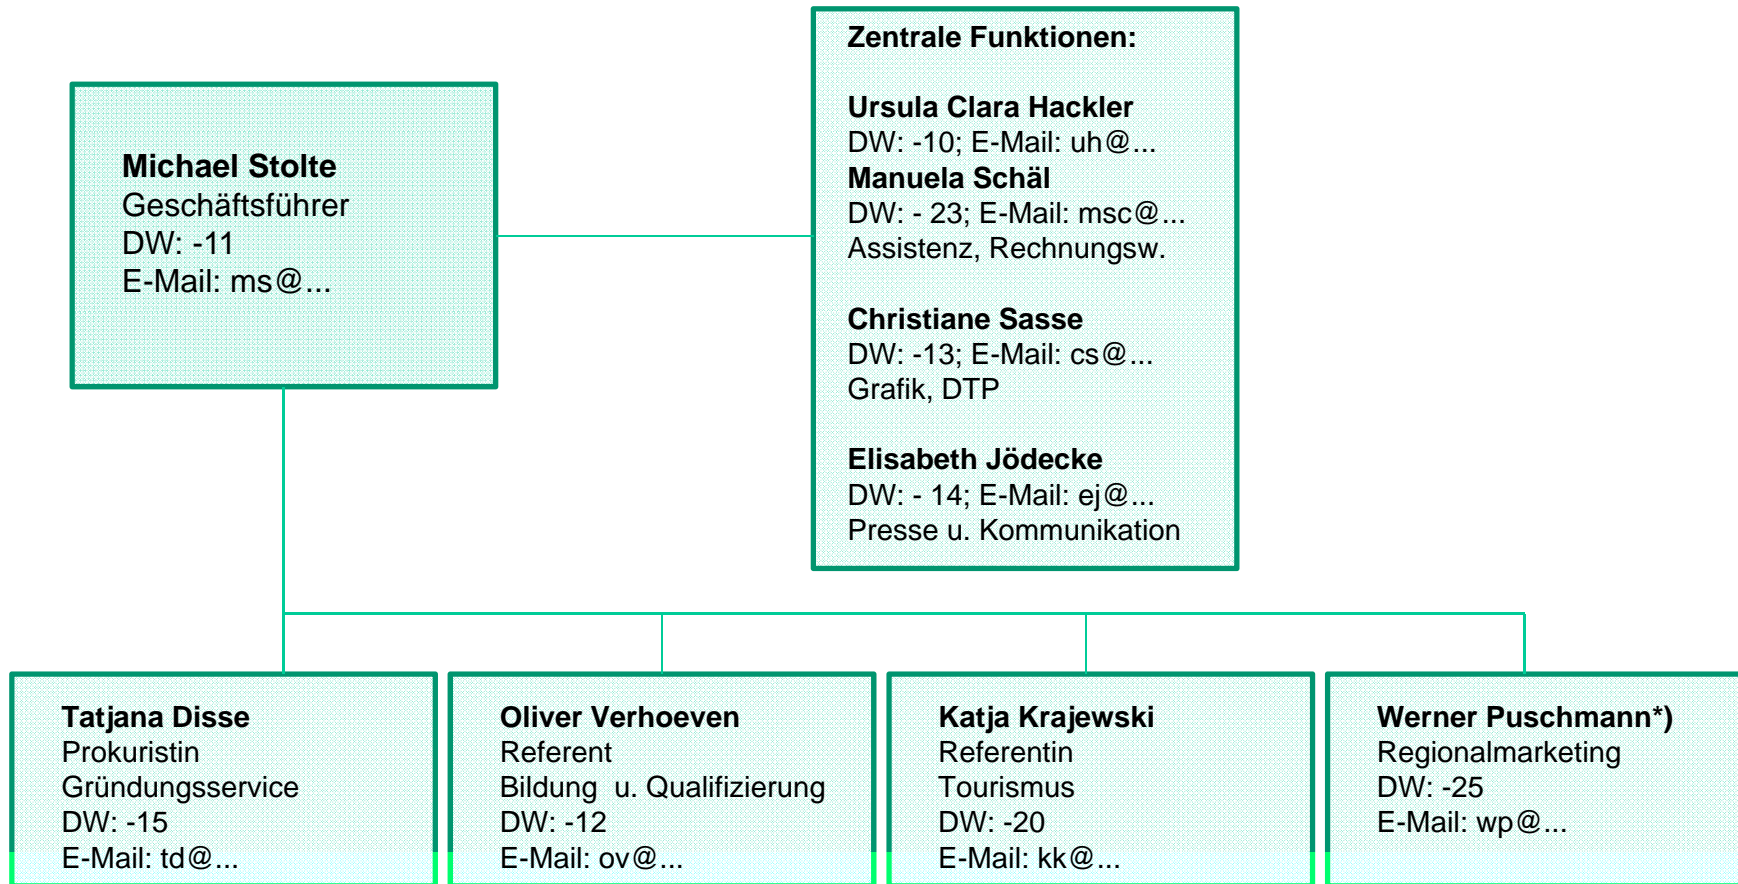 Michael Stolte
Geschäftsführer
DW: -11
E-Mail: ms@...
Zentrale Funktionen:
Ursula Clara Hackler
DW: -10; E-Mail: uh@...
Manuela Schäl
DW: - 23; E-Mail: msc@...
Assistenz, Rechnungsw.
Christiane Sasse
DW: -13; E-Mail: cs@...
Grafik, DTP
Elisabeth Jödecke
DW: - 14; E-Mail: ej@...
Presse u. Kommunikation
Tatjana Disse
Prokuristin
Gründungsservice
DW: -15
E-Mail: td@...
Oliver Verhoeven
Referent
Bildung  u. Qualifizierung
DW: -12
E-Mail: ov@...
Katja Krajewski
Referentin
Tourismus
DW: -20
E-Mail: kk@...
Werner Puschmann*)
Regionalmarketing
DW: -25
E-Mail: wp@...